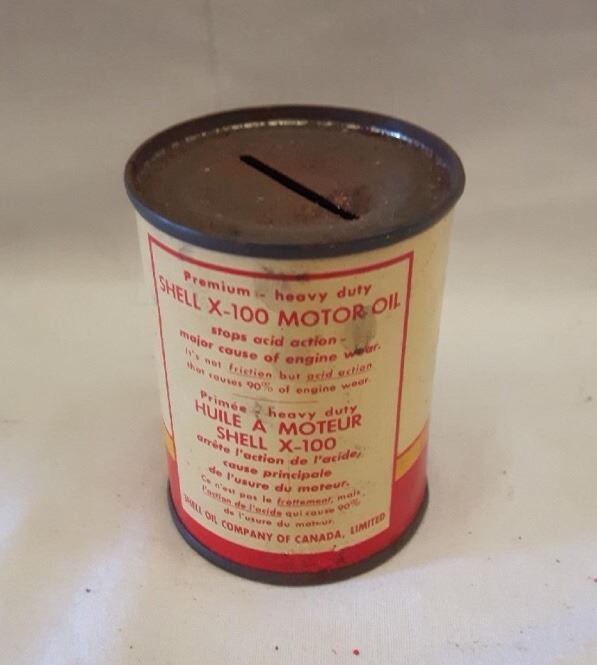 Premium - heavy duty
SHELL X-100 MOTOR OIL
stops acid action -
major cause of engine wear.
It's not friction but acid action
that causes 90% of engine wear.
Primée - heavy duty
HUILE A MOTEUR
SHELL X-100
arrête l'action de l'acide,
cause principale
de l'usure du moteur.
Ce n'est pas le frottement, mais
l'action de l'acide qui cause 90%
de l'usure du moteur.
SHELL OIL COMPANY OF CANADA, LIMITED